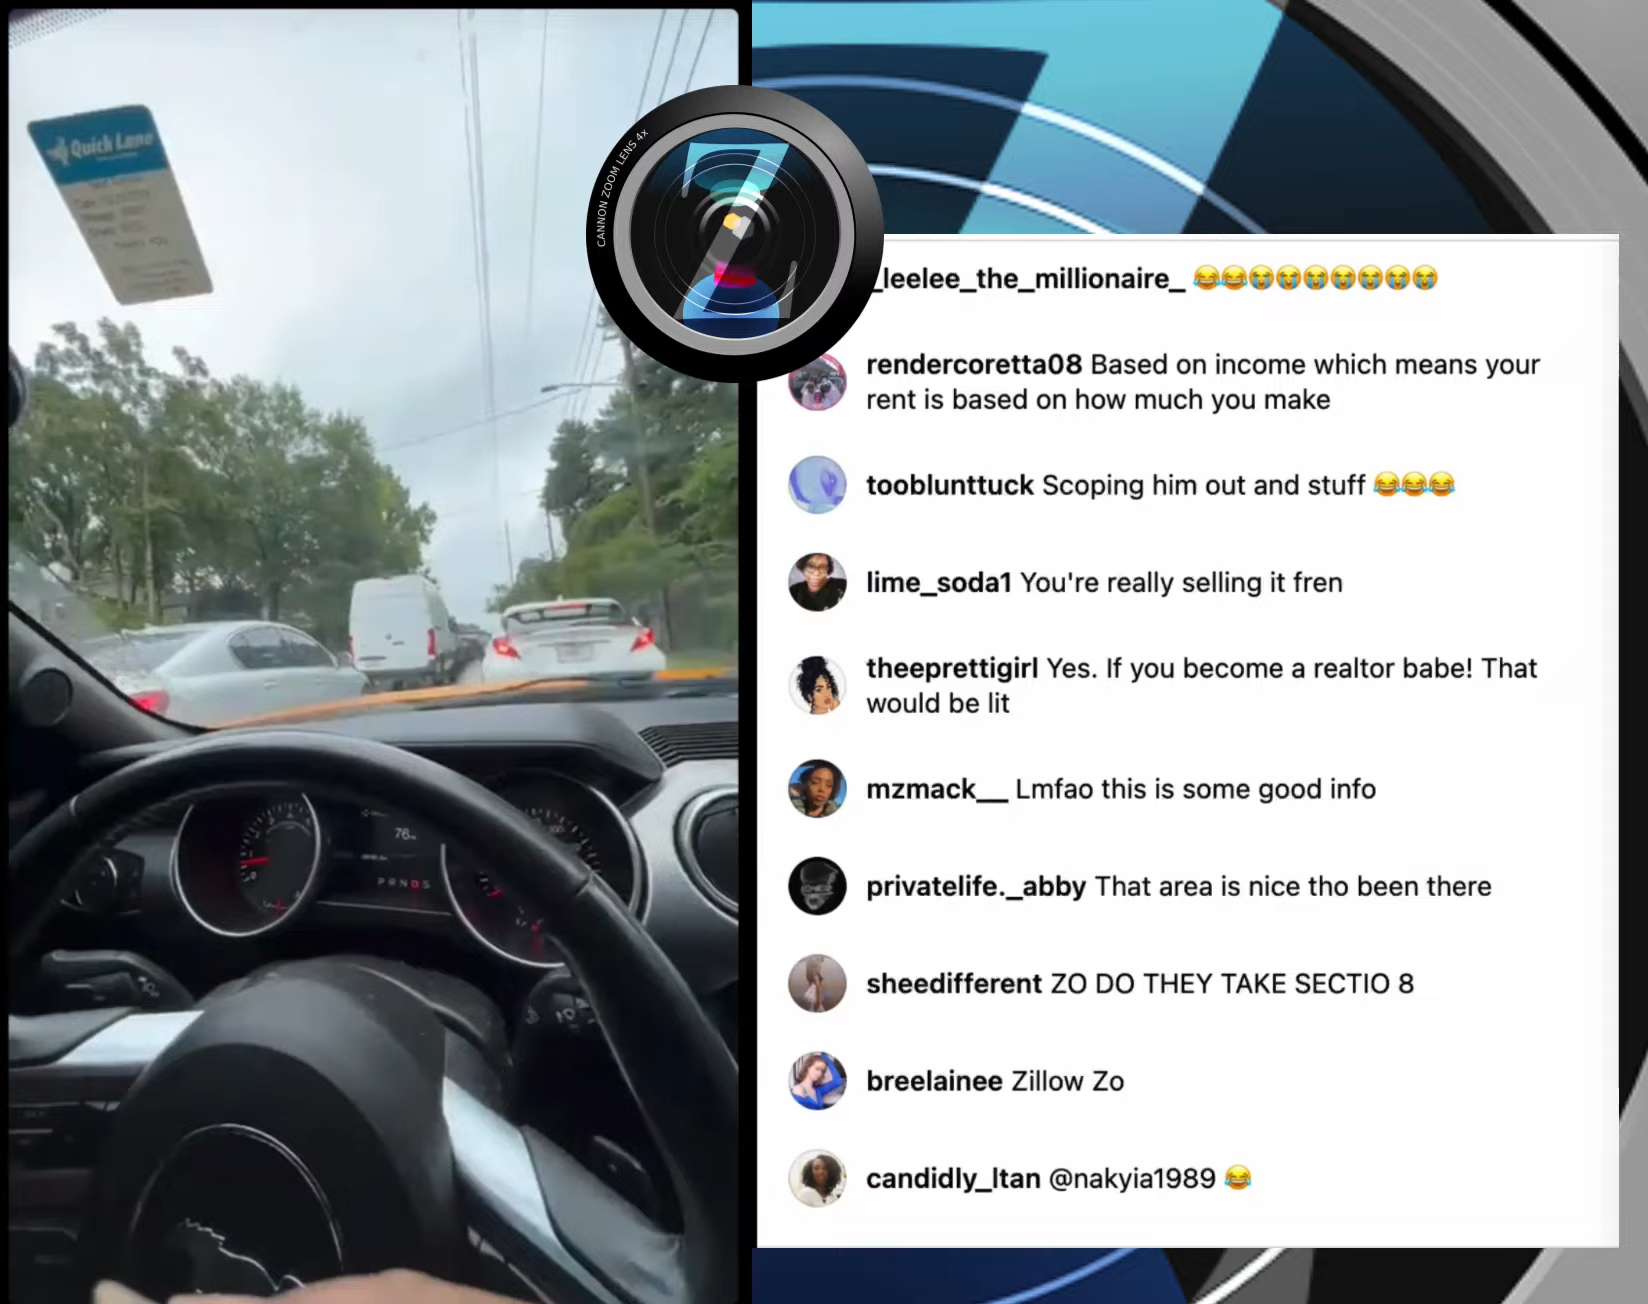 Quick Lane
76
PRNDS
CANNON ZOOM LENS 4x
_leelee_the_millionaire_ 😂😂😭😭😭😭😭😭😭
rendercoretta08 Based on income which means your
rent is based on how much you make
tooblunttuck Scoping him out and stuff 😂😂😂
lime_soda1 You're really selling it fren
theeprettigirl Yes. If you become a realtor babe! That
would be lit
mzmack__ Lmfao this is some good info
privatelife._abby That area is nice tho been there
sheedifferent ZO DO THEY TAKE SECTIO 8
breelainee Zillow Zo
candidly_ltan @nakyia1989 😂